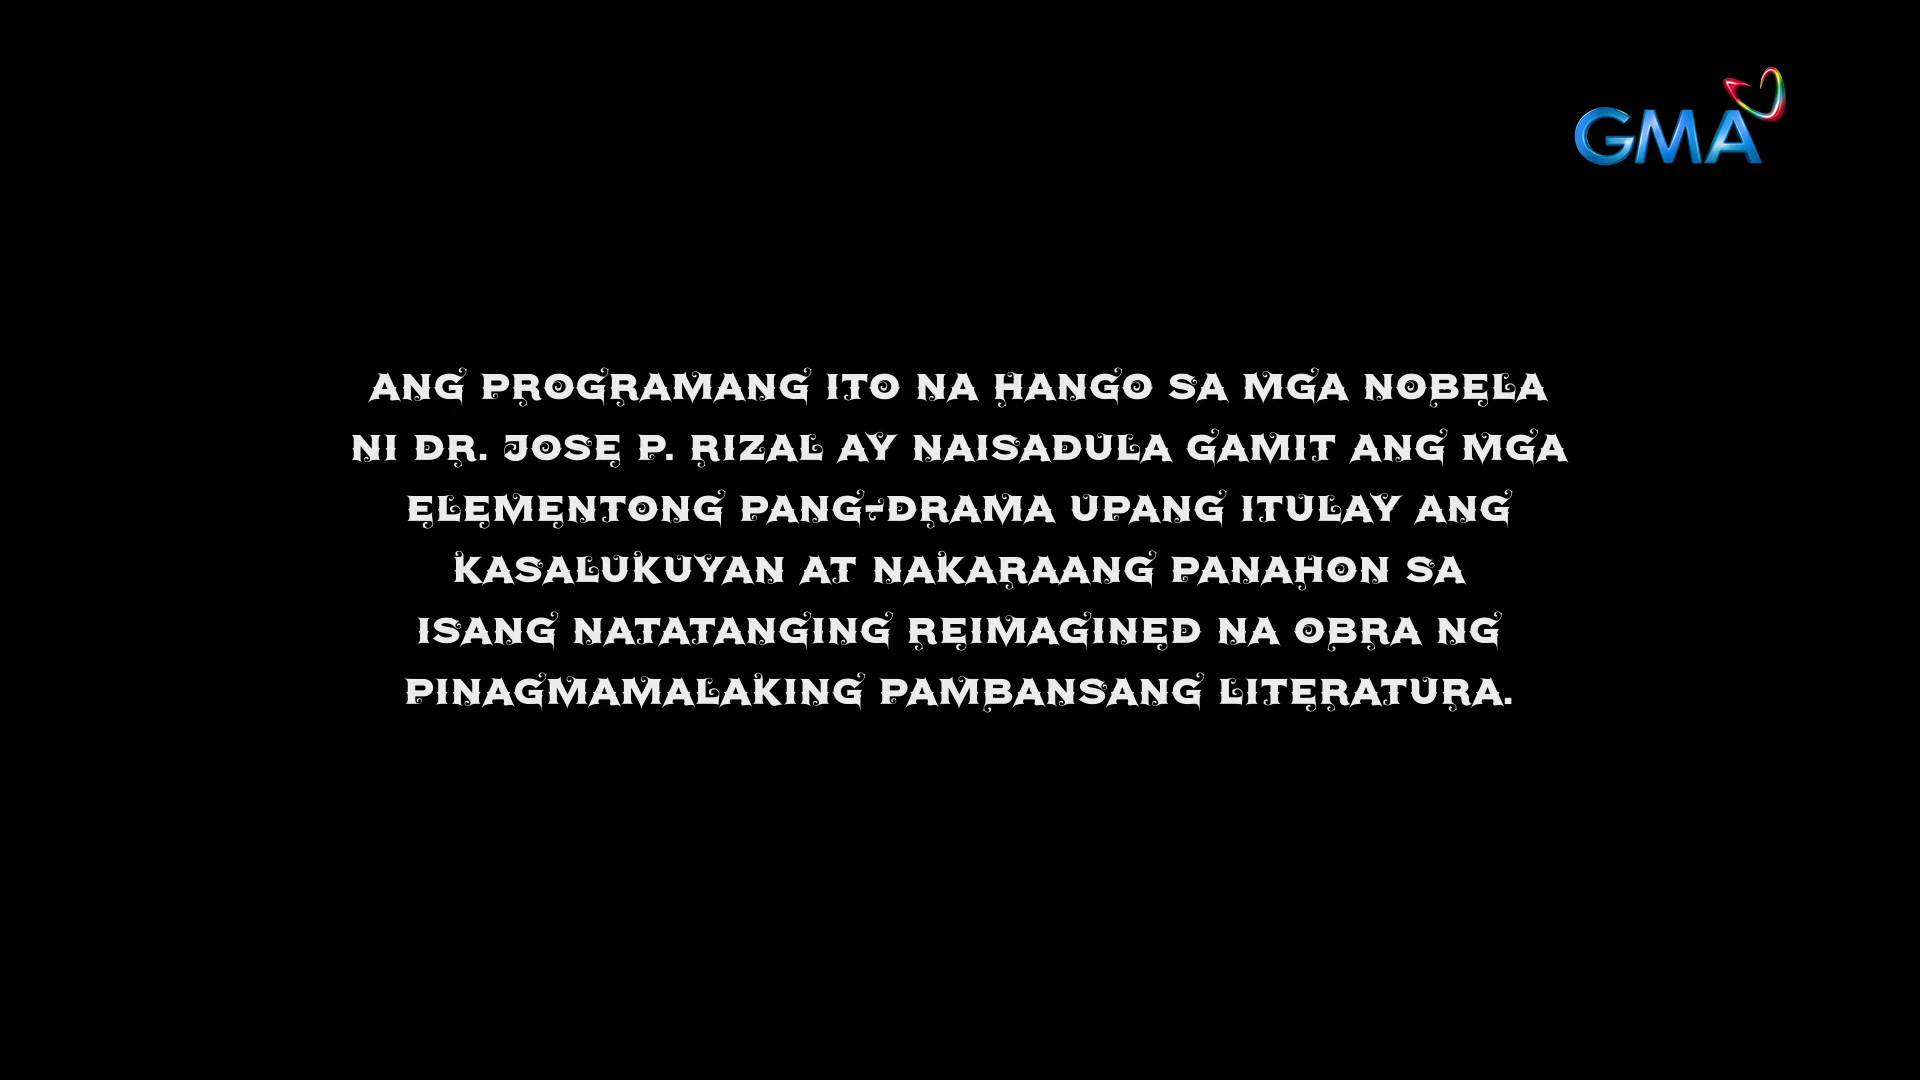 GMA
ANG PROGRAMANG ITO NA HANGO SA MGA NOBELA
NI DR. JOSE P. RIZAL AY NAISADULA GAMIT ANG MGA
ELEMENTONG PANG-DRAMA UPANG ITULAY ANG
KASALUKUYAN AT NAKARAANG PANAHON SA
ISANG NATATANGING REIMAGINED NA OBRA NG
PINAGMAMALAKING PAMBANSANG LITERATURA.